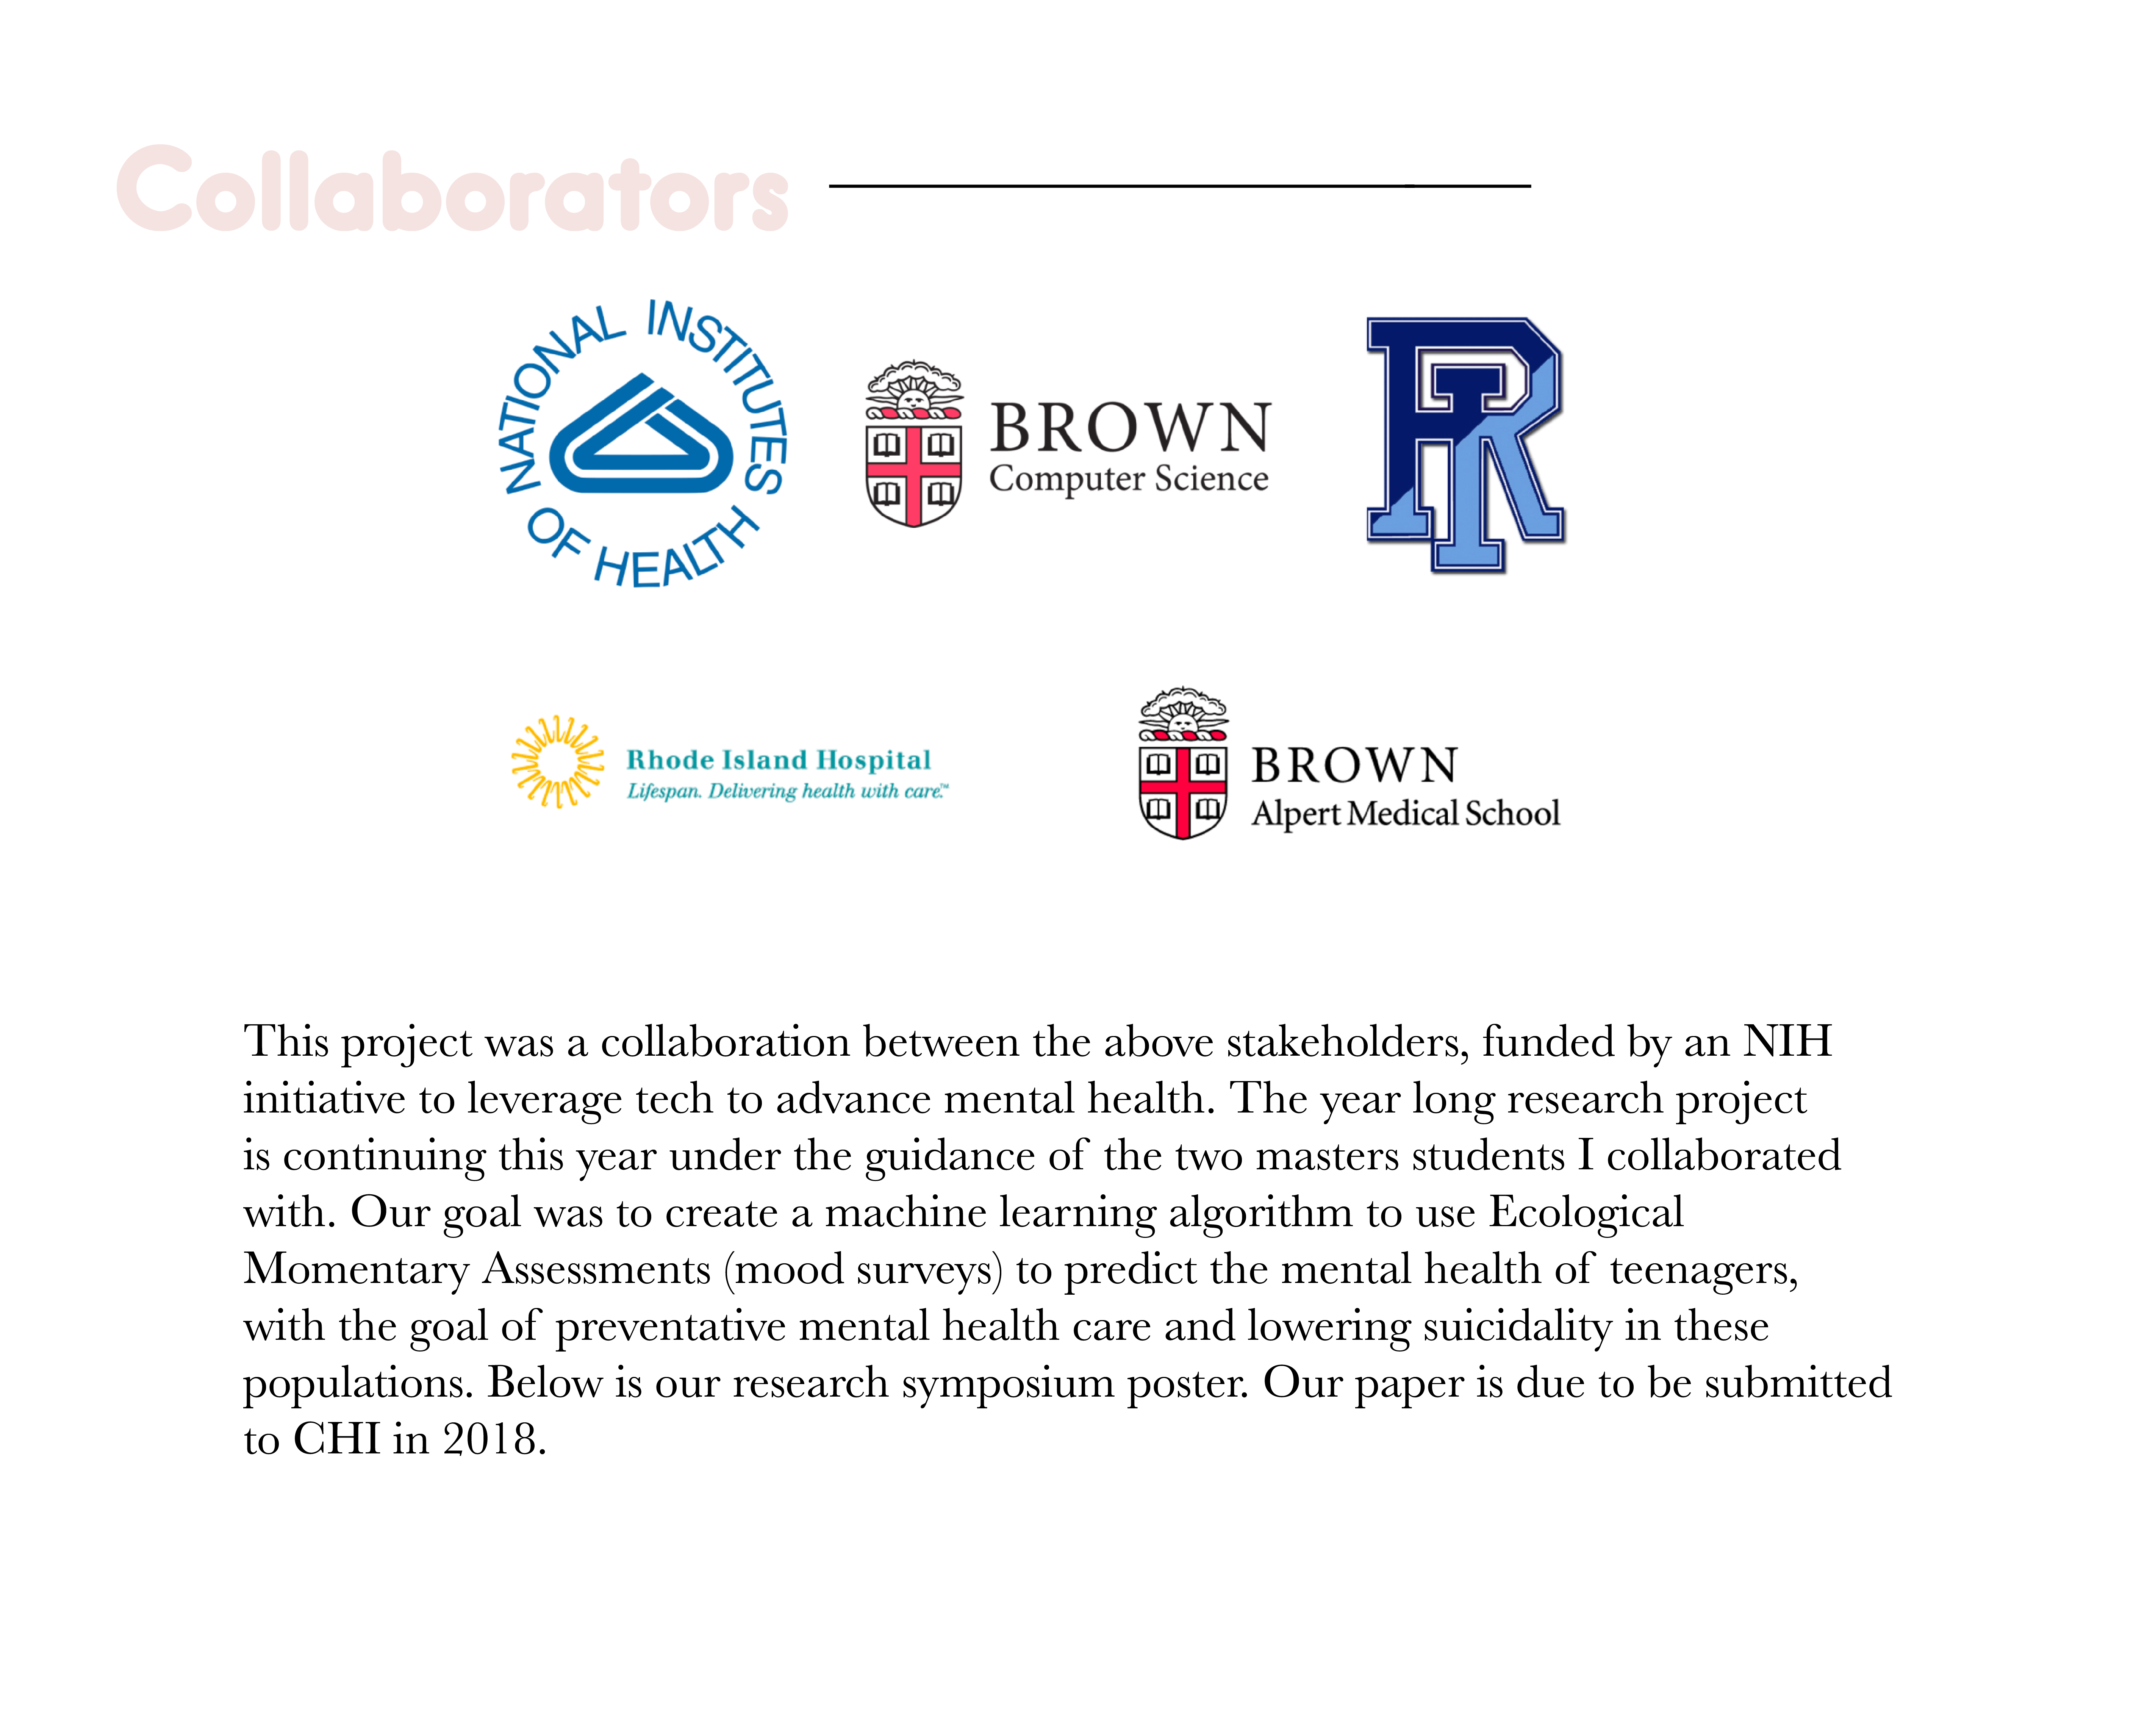 Collaborators
NATIONAL INSTITUTES
OF HEALTH
BROWN
Computer Science
RI
Rhode Island Hospital
Lifespan. Delivering health with care.™
BROWN
Alpert Medical School
This project was a collaboration between the above stakeholders, funded by an NIH
initiative to leverage tech to advance mental health. The year long research project
is continuing this year under the guidance of the two masters students I collaborated
with. Our goal was to create a machine learning algorithm to use Ecological
Momentary Assessments (mood surveys) to predict the mental health of teenagers,
with the goal of preventative mental health care and lowering suicidality in these
populations. Below is our research symposium poster. Our paper is due to be submitted
to CHI in 2018.